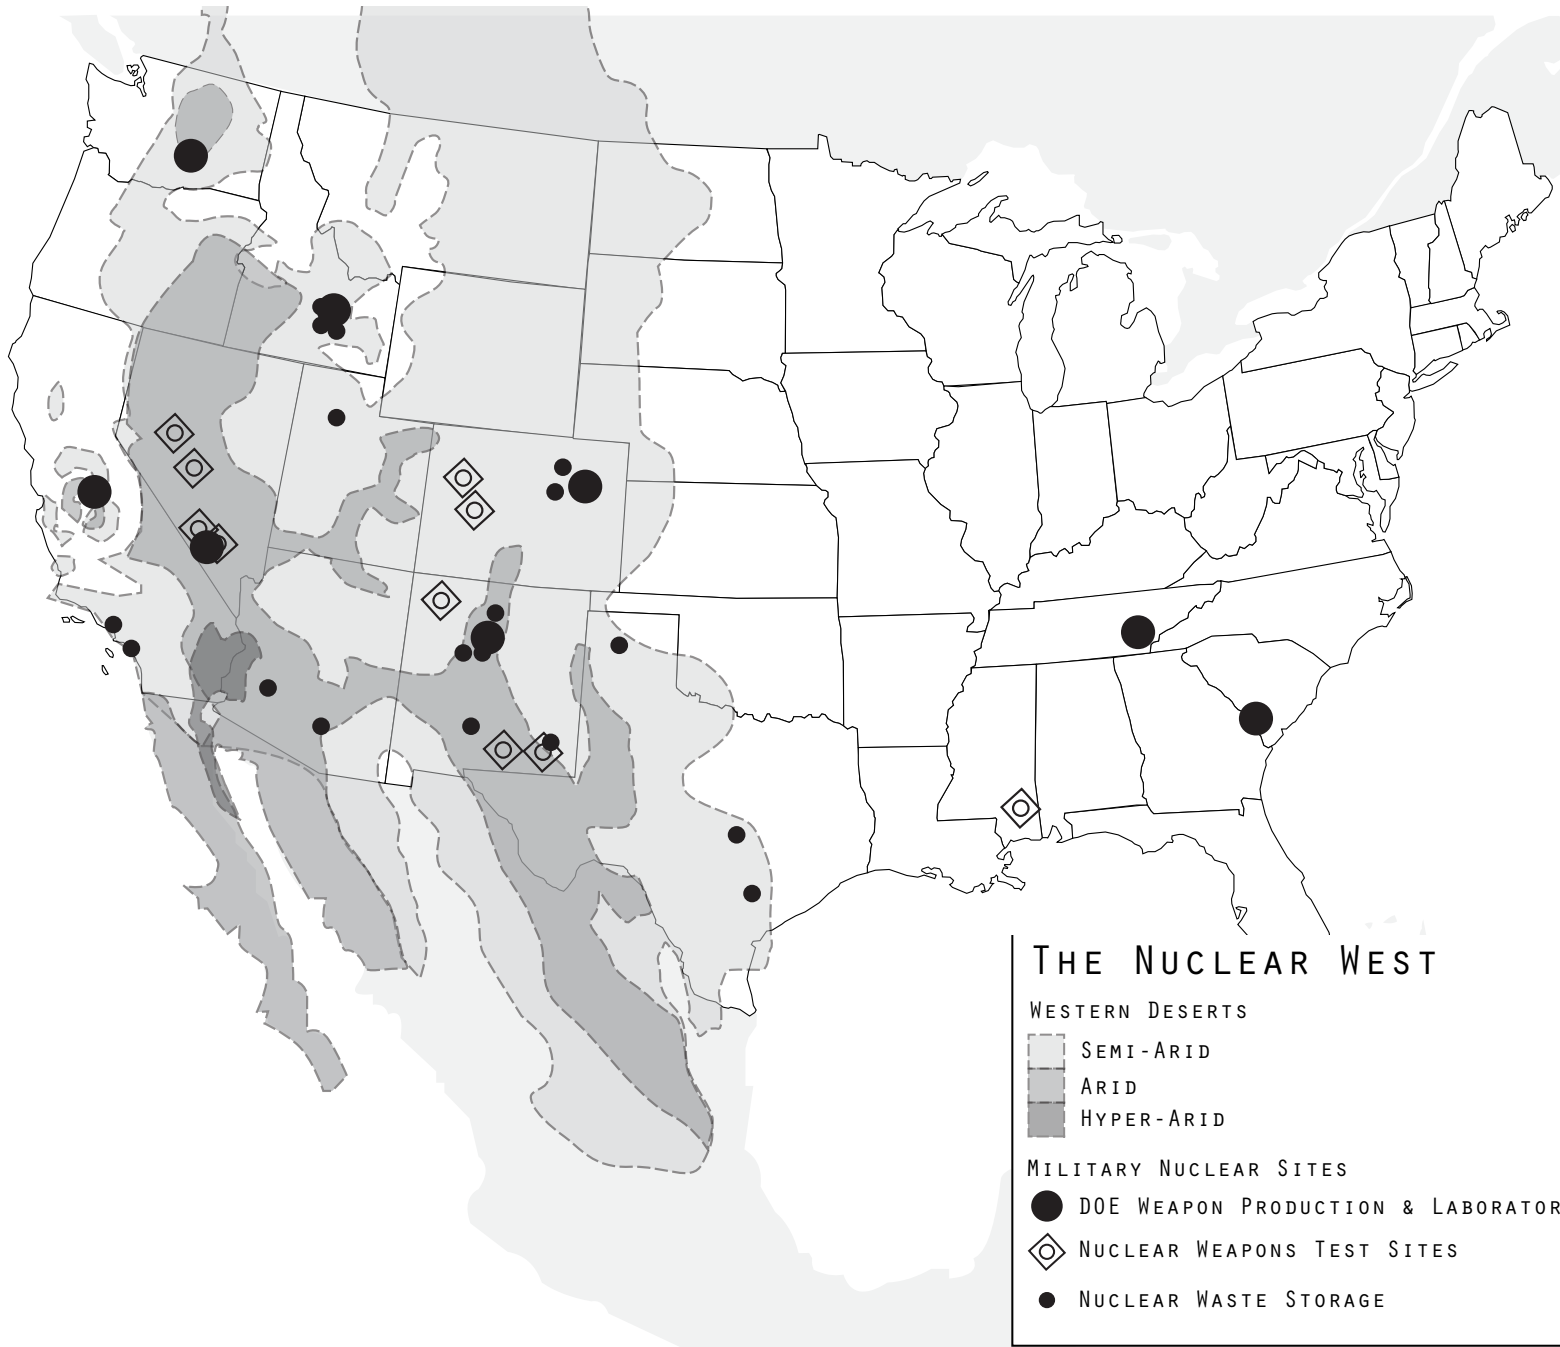 The Nuclear West
Western Deserts
Semi-Arid
Arid
Hyper-Arid
Military Nuclear Sites
DOE Weapon Production & Laborator
Nuclear Weapons Test Sites
Nuclear Waste Storage